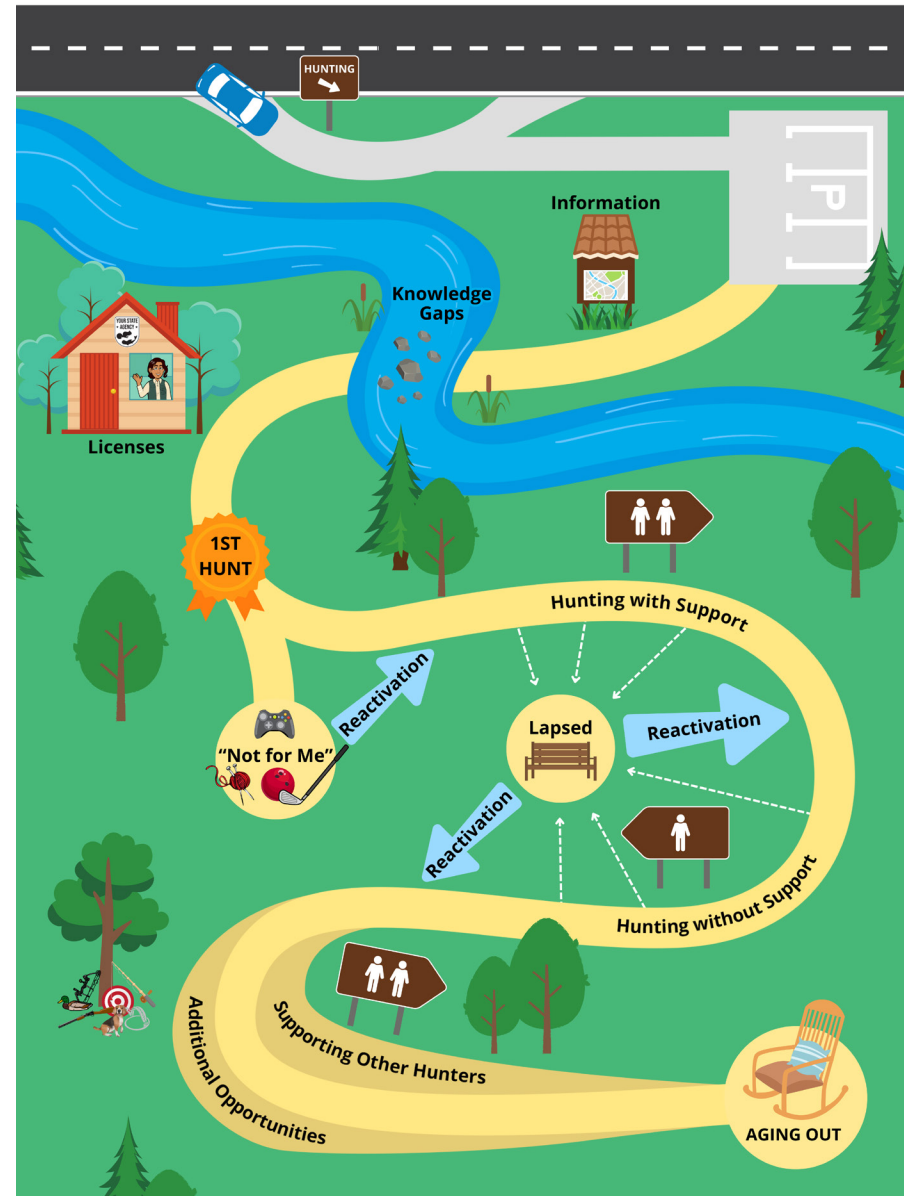 HUNTING
P
Information
Knowledge
Gaps
YOUR STATE
AGENCY
Licenses
1ST
HUNT
Hunting with Support
Reactivation
"Not for Me"
Lapsed
Reactivation
Reactivation
Hunting without Support
Supporting Other Hunters
Additional Opportunities
AGING OUT